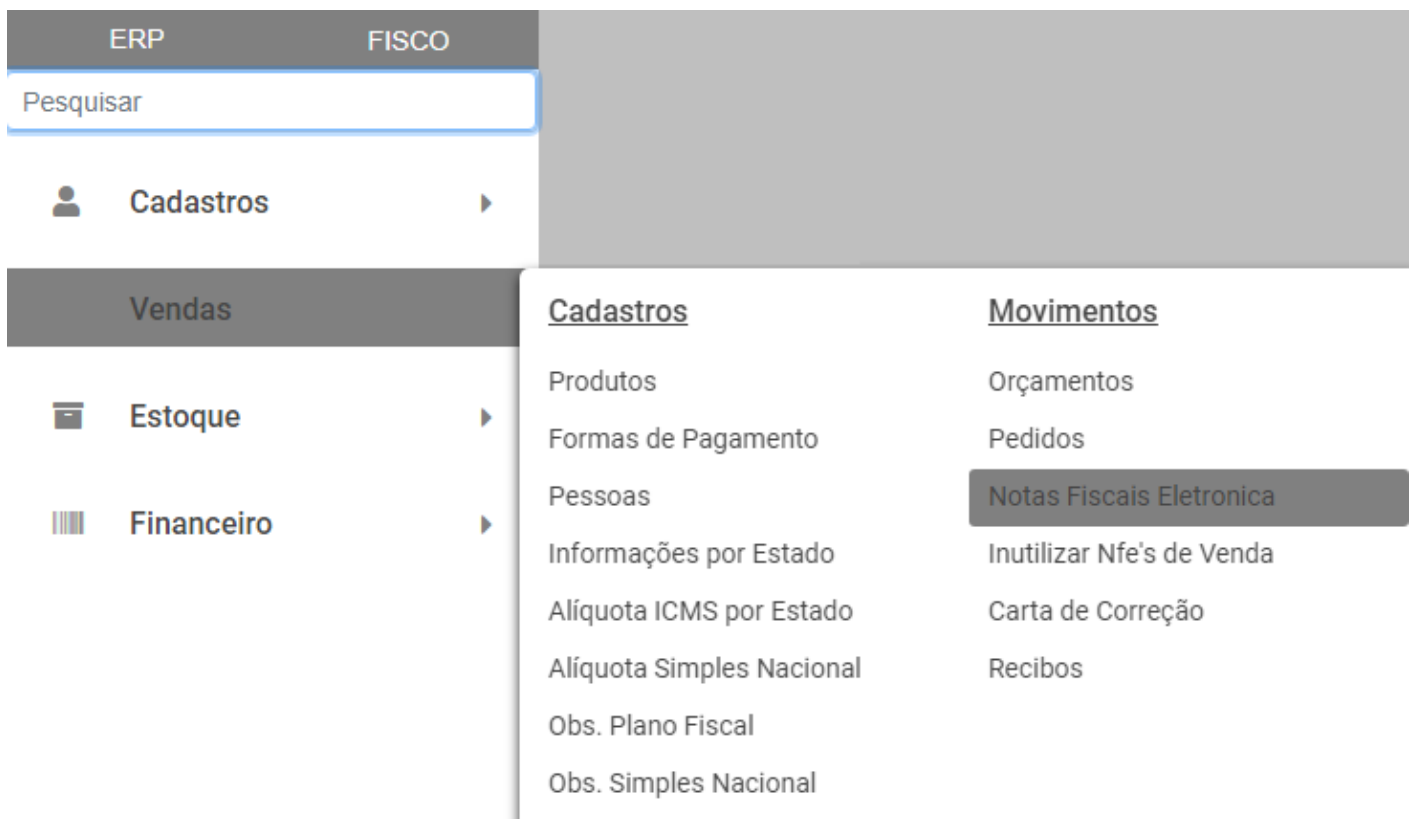 ERP FISCO
Pesquisar
Cadastros
Vendas
Estoque
Financeiro
Cadastros
Produtos
Formas de Pagamento
Pessoas
Informações por Estado
Alíquota ICMS por Estado
Alíquota Simples Nacional
Obs. Plano Fiscal
Obs. Simples Nacional
Movimentos
Orçamentos
Pedidos
Notas Fiscais Eletronica
Inutilizar Nfe's de Venda
Carta de Correção
Recibos